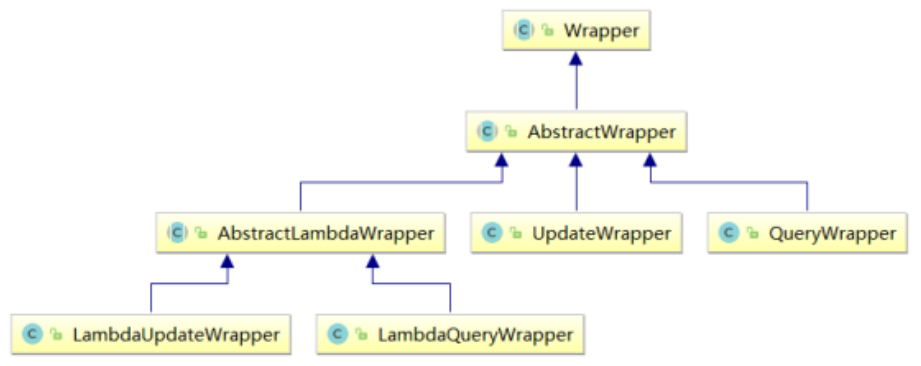 C Wrapper
C AbstractWrapper
C AbstractLambdaWrapper C UpdateWrapper C QueryWrapper
C LambdaUpdateWrapper C LambdaQueryWrapper